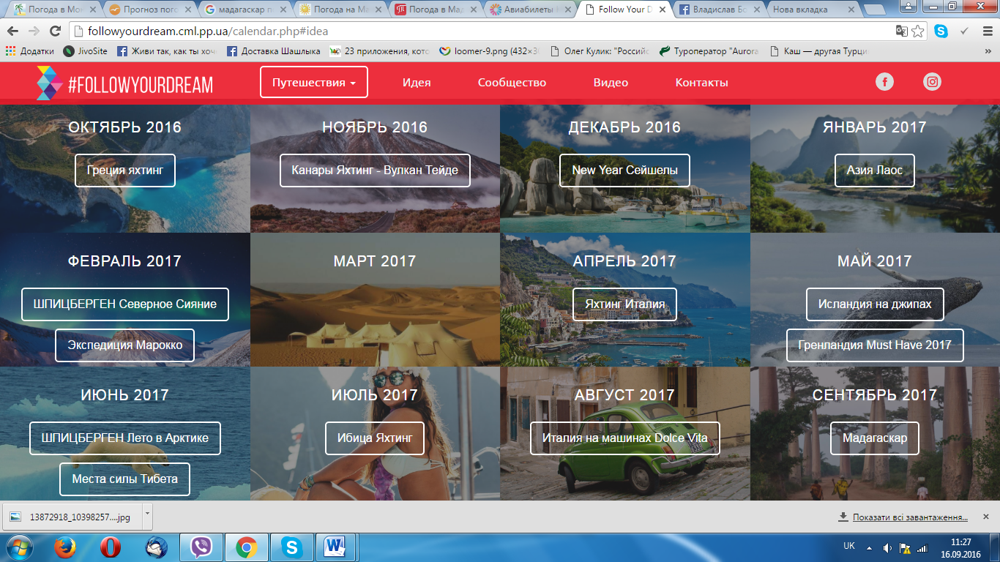 Погода в Мон
Прогноз пого
мадагаскар п
Погода на Ма
Погода в Мад
Авиабилеты
Follow Your D
Владислав Бо
Нова вкладка
followyourdream.cml.pp.ua/calendar.php#idea
Додатки
JivoSite
Живи так, как ты хоч
Доставка Шашлыка
23 приложения, кото
loomer-9.png (432×3
Олег Кулик: "Россий
Туроператор "Aurora
Каш — другая Турци
»
#FOLLOWYOURDREAM
Путешествия
Идея
Сообщество
Видео
Контакты
ОКТЯБРЬ 2016
Греция яхтинг
НОЯБРЬ 2016
Канары Яхтинг - Вулкан Тейде
ДЕКАБРЬ 2016
New Year Сейшелы
ЯНВАРЬ 2017
Азия Лаос
ФЕВРАЛЬ 2017
ШПИЦБЕРГЕН Северное Сияние
Экспедиция Марокко
МАРТ 2017
АПРЕЛЬ 2017
Яхтинг Италия
МАЙ 2017
Исландия на джипах
Гренландия Must Have 2017
ИЮНЬ 2017
ШПИЦБЕРГЕН Лето в Арктике
Места силы Тибета
ИЮЛЬ 2017
Ибица Яхтинг
АВГУСТ 2017
Италия на машинах Dolce Vita
СЕНТЯБРЬ 2017
Мадагаскар
13872918_10398257....jpg
Показати всі завантаження...
UK
11:27
16.09.2016